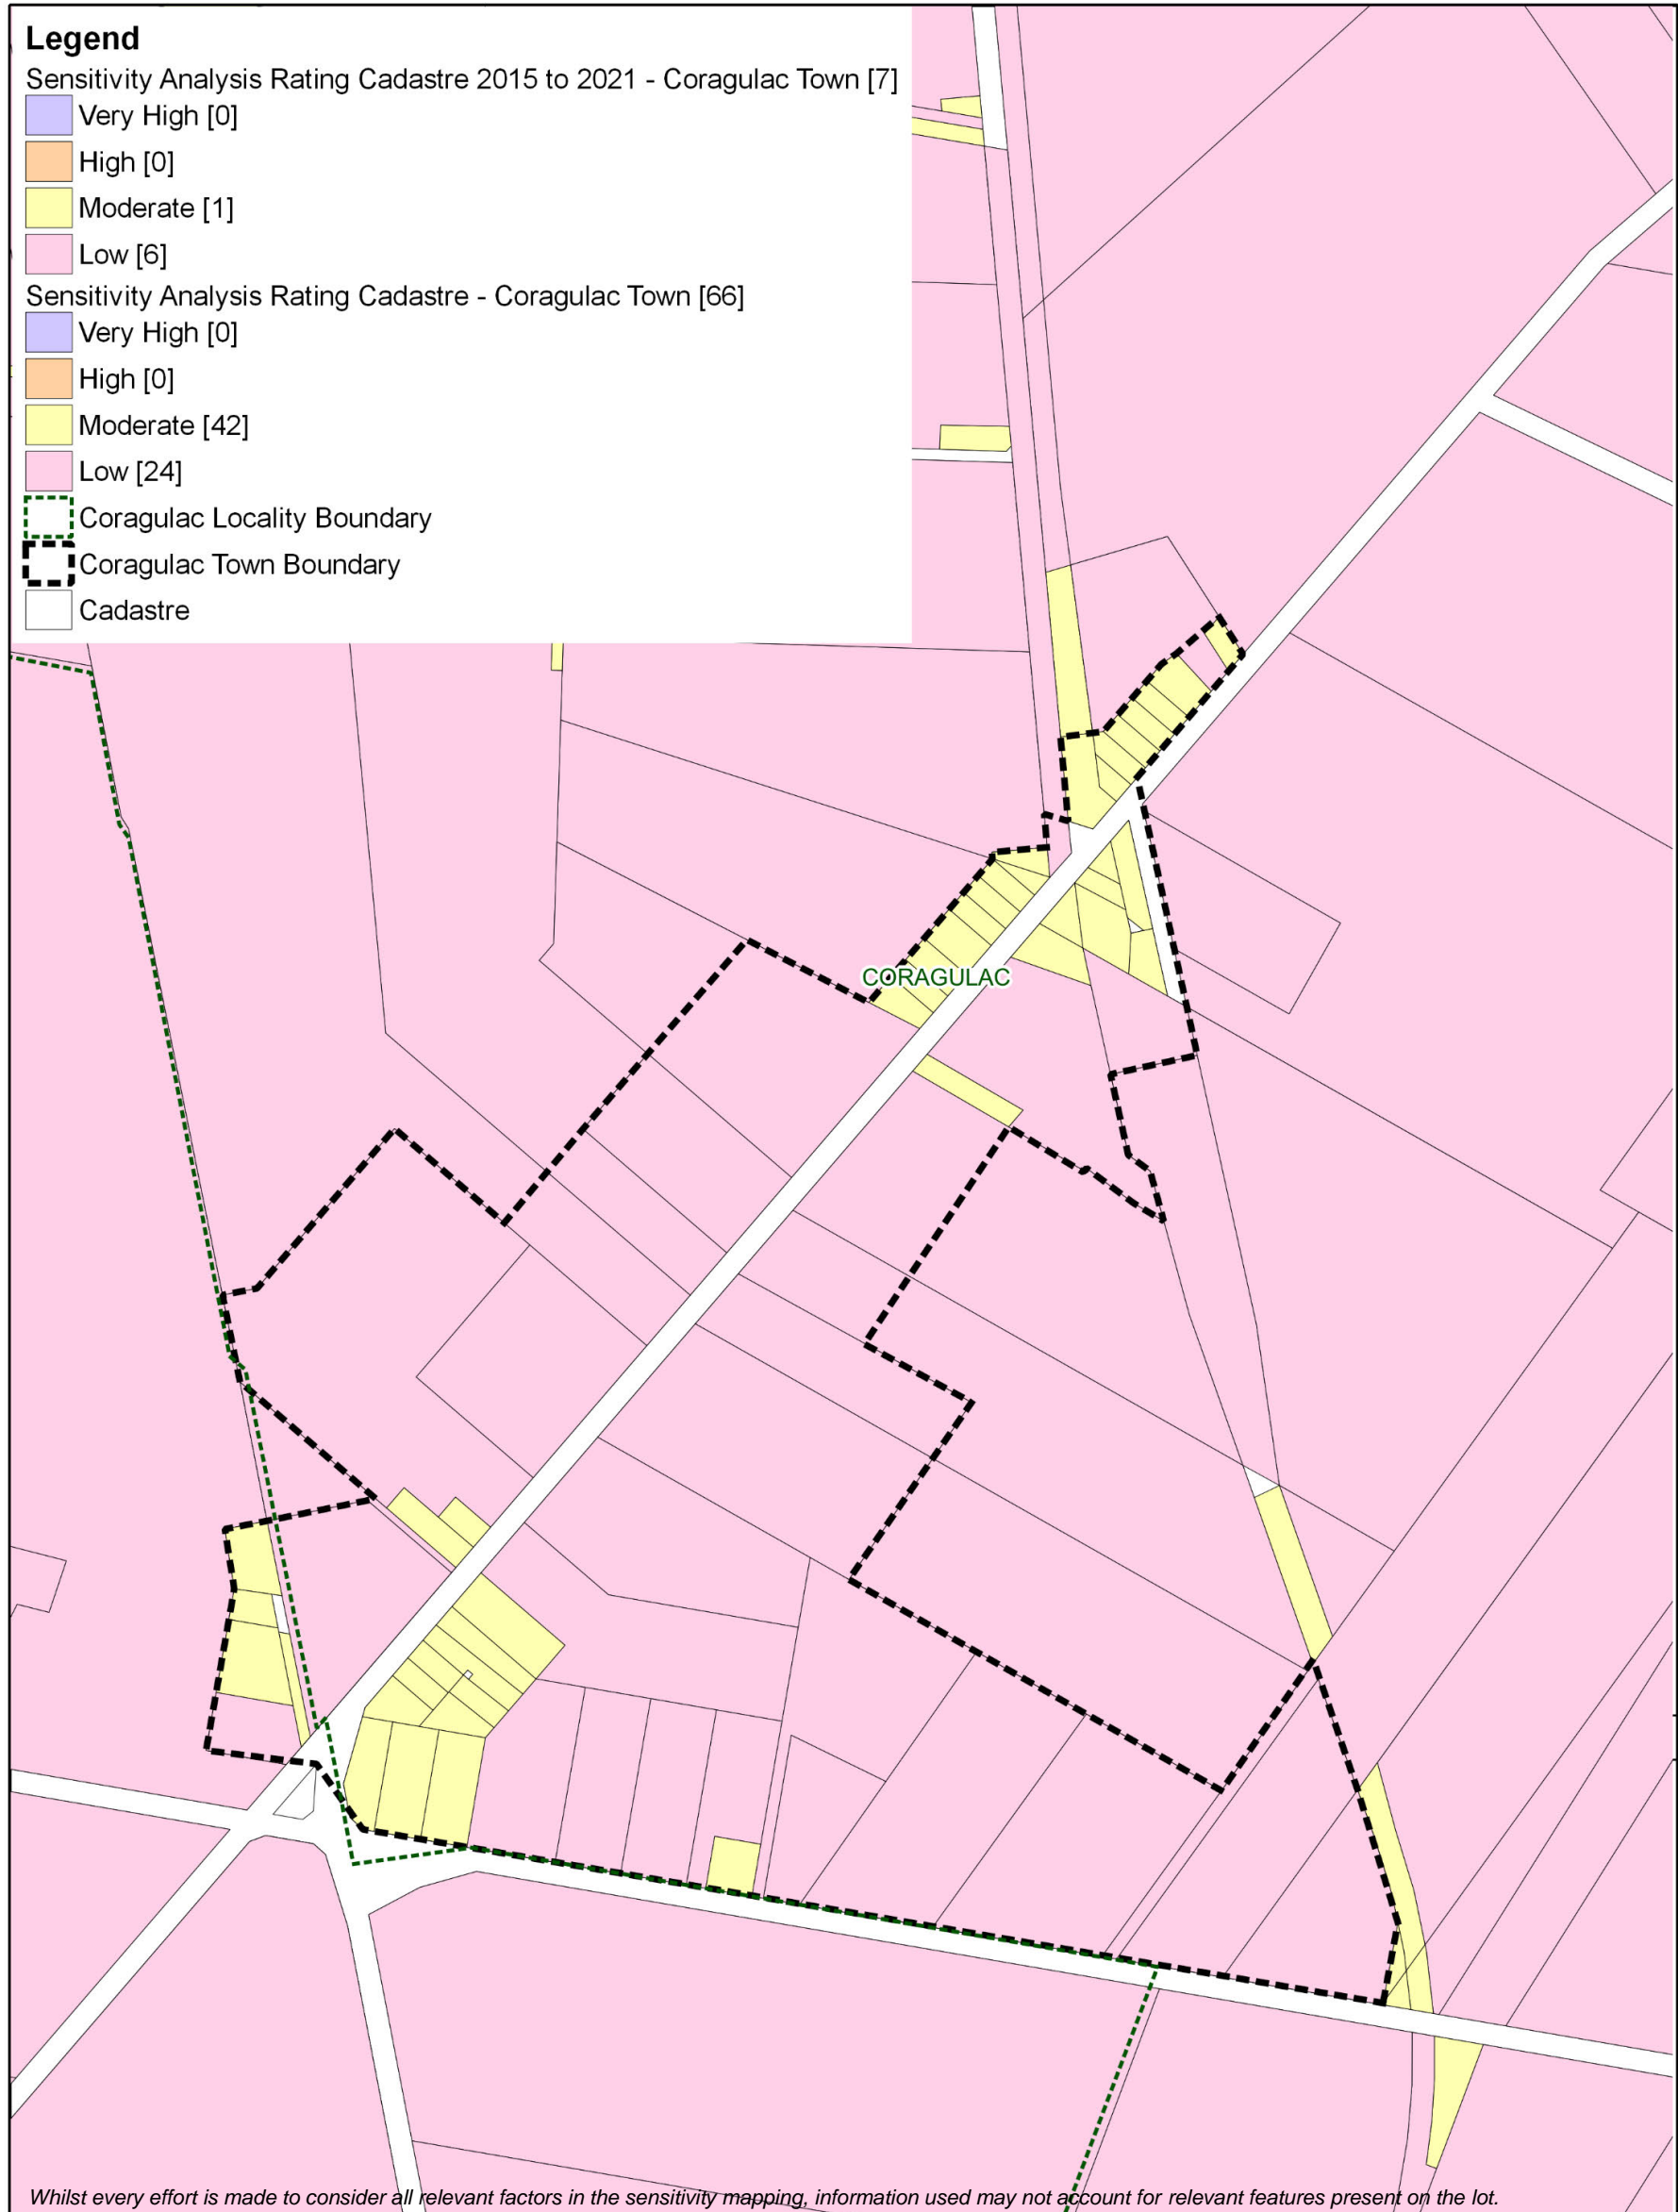 Legend
Sensitivity Analysis Rating Cadastre 2015 to 2021 - Coragulac Town [7]
Very High [0]
High [0]
Moderate [1]
Low [6]
Sensitivity Analysis Rating Cadastre - Coragulac Town [66]
Very High [0]
High [0]
Moderate [42]
Low [24]
Coragulac Locality Boundary
Coragulac Town Boundary
Cadastre
CORAGULAC
Whilst every effort is made to consider all relevant factors in the sensitivity mapping, information used may not account for relevant features present on the lot.